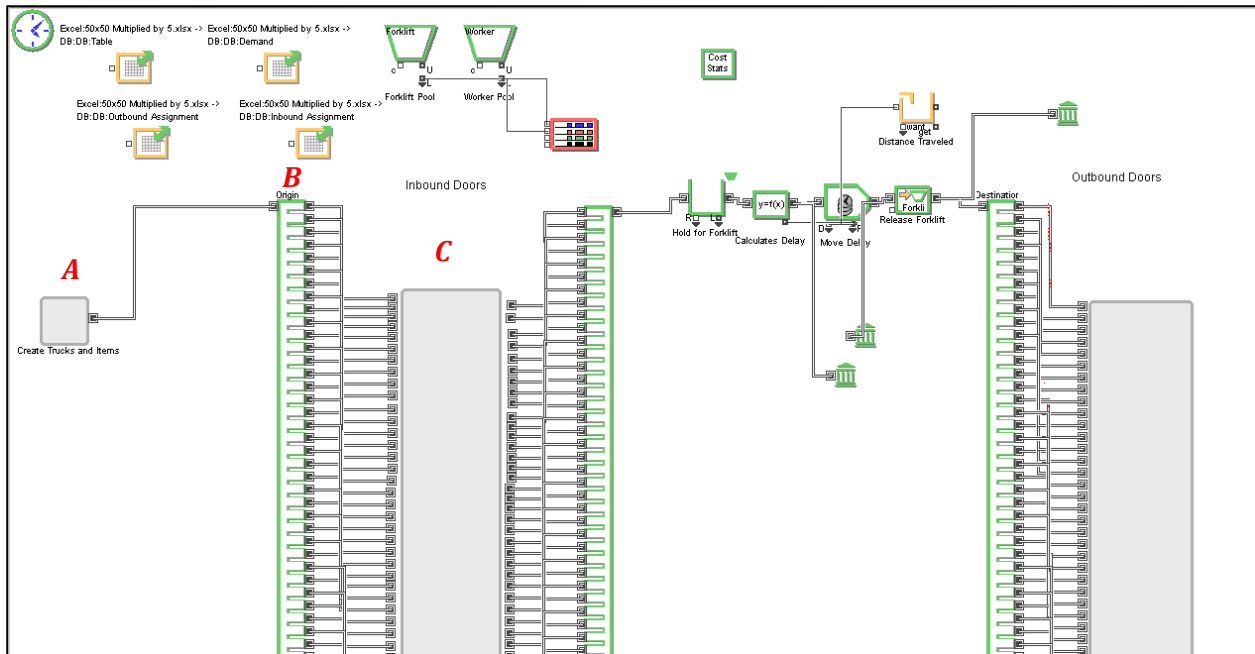 Excel:50x50 Multiplied by 5.xlsx ->
DB:DB:Table
Excel:50x50 Multiplied by 5.xlsx ->
DB:DB:Demand
Excel:50x50 Multiplied by 5.xlsx ->
DB:DB:Outbound Assignment
Excel:50x50 Multiplied by 5.xlsx ->
DB:DB:Inbound Assignment
Forklift
c U
L
Forklift Pool
Worker
c U
Worker Pool
Cost
Stats
want
get
Distance Traveled
A
Create Trucks and Items
B
Origin
Inbound Doors
C
R L
Hold for Forklift
y=f(x)
Calculates Delay
D F
Move Delay
Forkli
Release Forklift
Destination
Outbound Doors